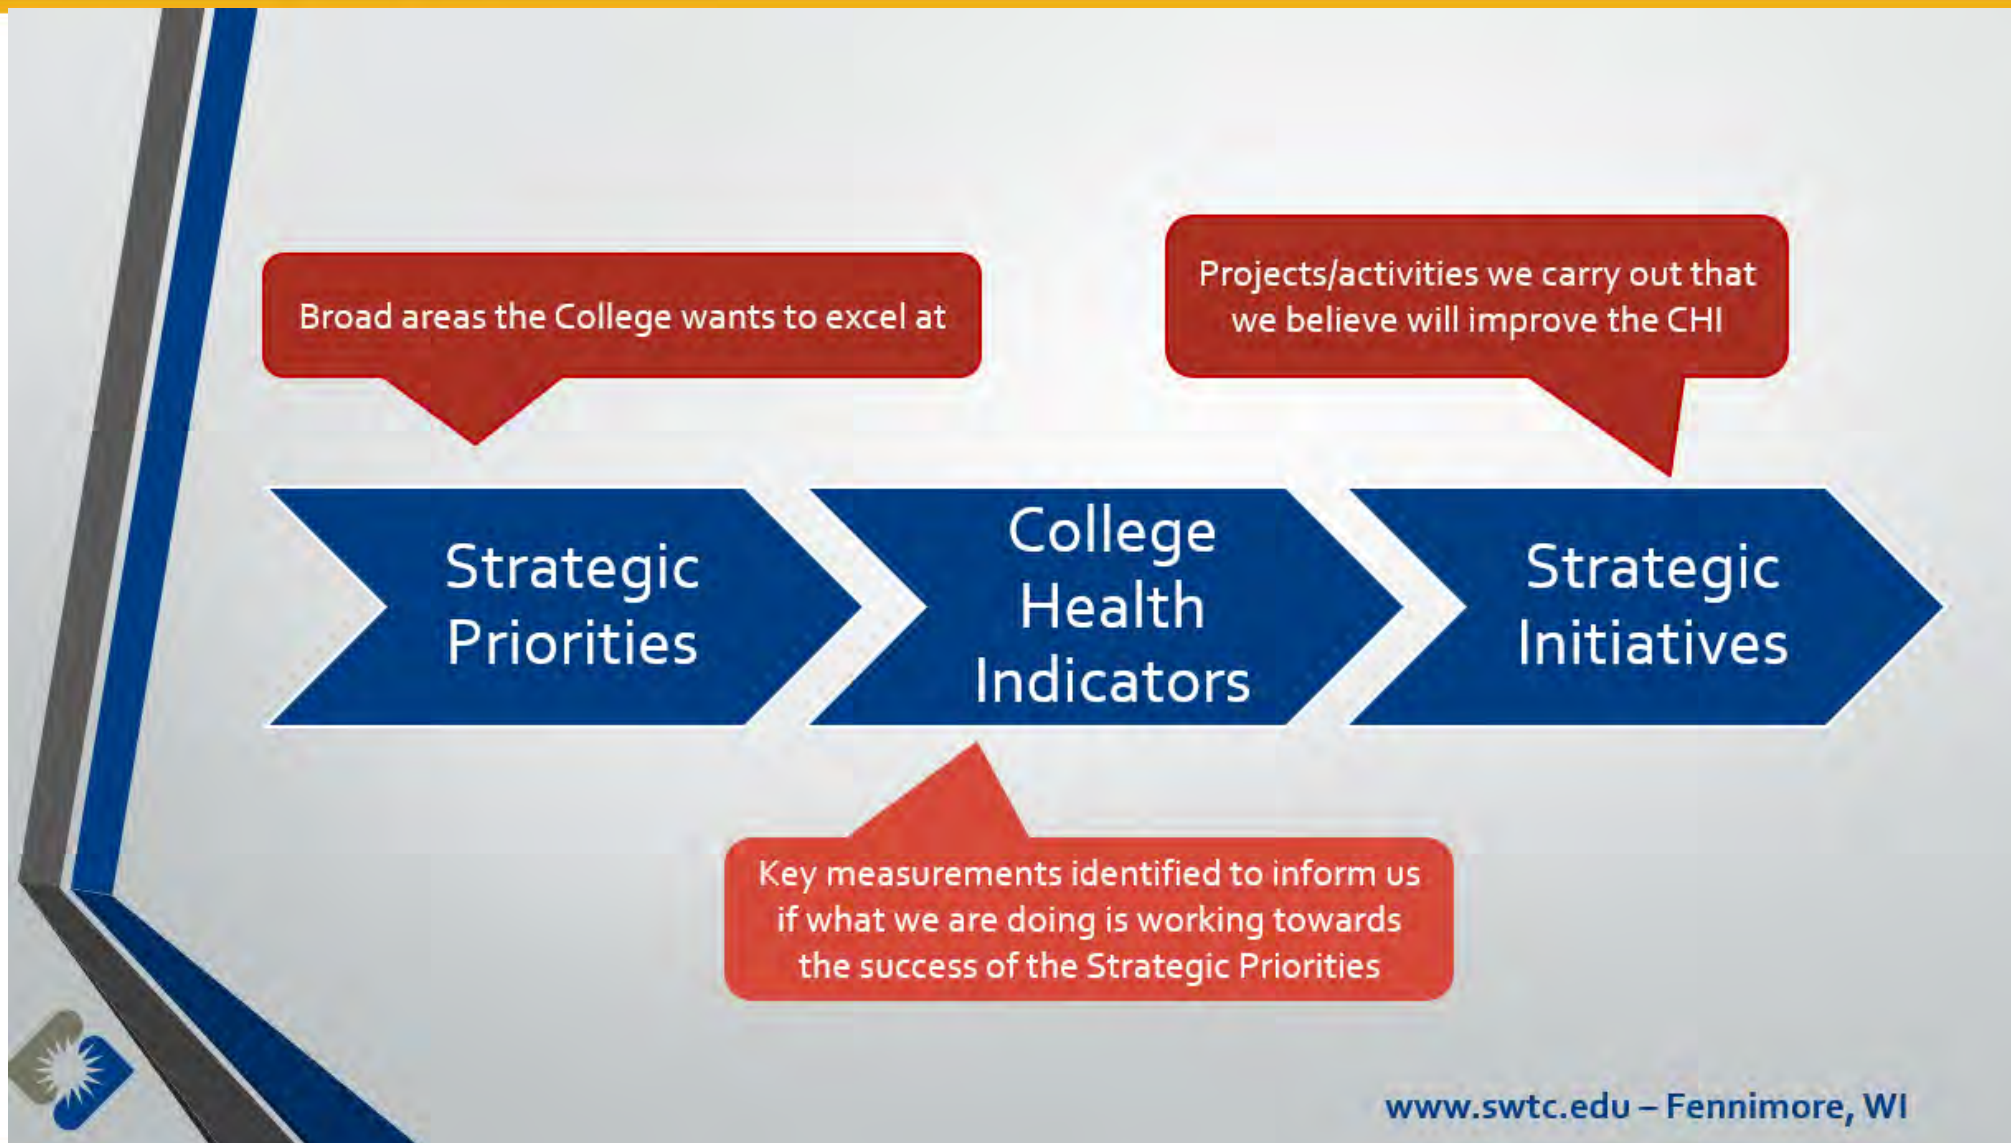 Broad areas the College wants to excel at
Projects/activities we carry out that
we believe will improve the CHI
Strategic
Priorities
College
Health
Indicators
Strategic
Initiatives
Key measurements identified to inform us
if what we are doing is working towards
the success of the Strategic Priorities
www.swtc.edu – Fennimore, WI